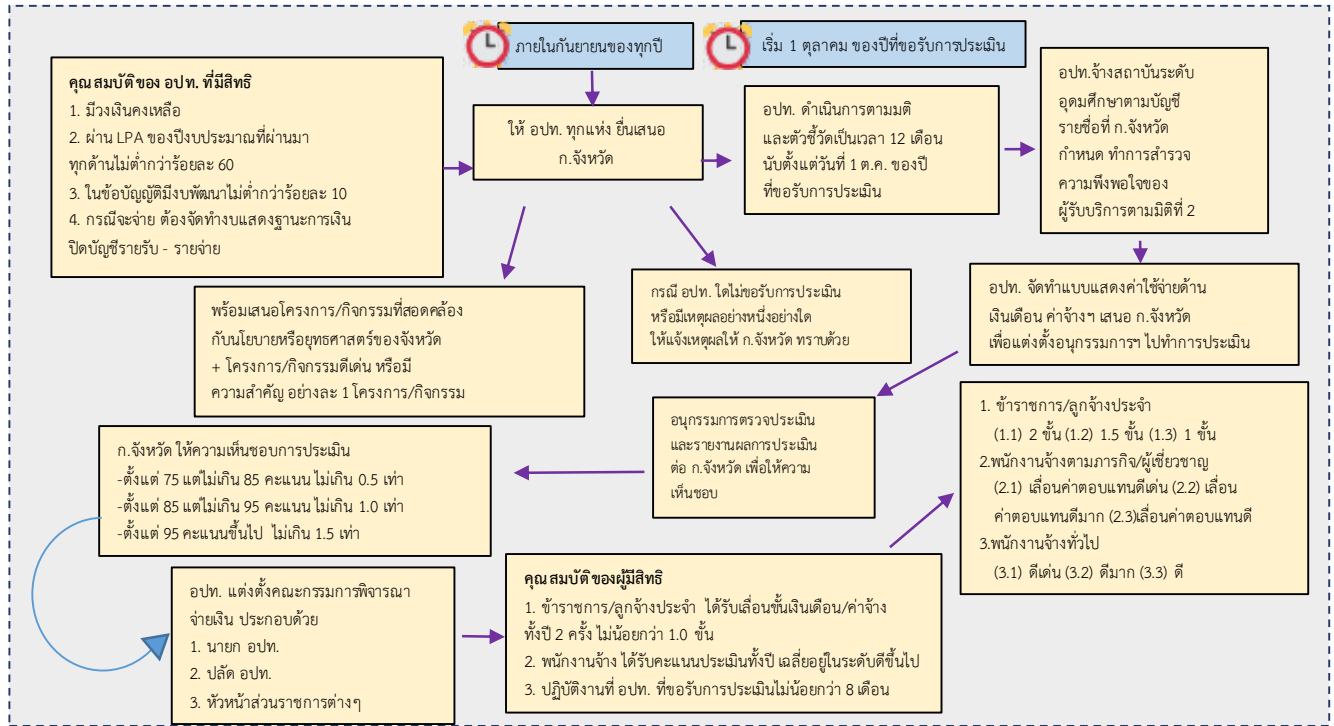 ภายในกันยายนของทุกปี
เริ่ม 1 ตุลาคม ของปีที่ขอรับการประเมิน
คุณสมบัติของ อปท. ที่มีสิทธิ
1. มีวงเงินคงเหลือ
2. ผ่าน LPA ของปีงบประมาณที่ผ่านมา
ทุกด้านไม่ต่ำกว่าร้อยละ 60
3. ในข้อบัญญัติมีงบพัฒนาไม่ต่ำกว่าร้อยละ 10
4. กรณีจะจ่าย ต้องจัดทำงบแสดงฐานะการเงิน
ปิดบัญชีรายรับ - รายจ่าย
ให้ อปท. ทุกแห่ง ยื่นเสนอ
ก.จังหวัด
อปท. ดำเนินการตามมติ
และตัวชี้วัดเป็นเวลา 12 เดือน
นับตั้งแต่วันที่ 1 ต.ค. ของปี
ที่ขอรับการประเมิน
อปท.จ้างสถาบันระดับ
อุดมศึกษาตามบัญชี
รายชื่อที่ ก.จังหวัด
กำหนด ทำการสำรวจ
ความพึงพอใจของ
ผู้รับบริการตามมิติที่ 2
พร้อมเสนอโครงการ/กิจกรรมที่สอดคล้อง
กับนโยบายหรือยุทธศาสตร์ของจังหวัด
+ โครงการ/กิจกรรมดีเด่น หรือมี
ความสำคัญ อย่างละ 1 โครงการ/กิจกรรม
กรณี อปท. ใดไม่ขอรับการประเมิน
หรือมีเหตุผลอย่างหนึ่งอย่างใด
ให้แจ้งเหตุผลให้ ก.จังหวัด ทราบด้วย
อปท. จัดทำแบบแสดงค่าใช้จ่ายด้าน
เงินเดือน ค่าจ้างฯ เสนอ ก.จังหวัด
เพื่อแต่งตั้งอนุกรรมการฯ ไปทำการประเมิน
อนุกรรมการตรวจประเมิน
และรายงานผลการประเมิน
ต่อ ก.จังหวัด เพื่อให้ความ
เห็นชอบ
ก.จังหวัด ให้ความเห็นชอบการประเมิน
-ตั้งแต่ 75 แต่ไม่เกิน 85 คะแนน ไม่เกิน 0.5 เท่า
-ตั้งแต่ 85 แต่ไม่เกิน 95 คะแนน ไม่เกิน 1.0 เท่า
-ตั้งแต่ 95 คะแนนขึ้นไป ไม่เกิน 1.5 เท่า
อปท. แต่งตั้งคณะกรรมการพิจารณา
จ่ายเงิน ประกอบด้วย
1. นายก อปท.
2. ปลัด อปท.
3. หัวหน้าส่วนราชการต่างๆ
คุณสมบัติของผู้มีสิทธิ
1. ข้าราชการ/ลูกจ้างประจำ ได้รับเลื่อนขั้นเงินเดือน/ค่าจ้าง
ทั้งปี 2 ครั้ง ไม่น้อยกว่า 1.0 ขั้น
2. พนักงานจ้าง ได้รับคะแนนประเมินทั้งปี เฉลี่ยอยู่ในระดับดีขึ้นไป
3. ปฏิบัติงานที่ อปท. ที่ขอรับการประเมินไม่น้อยกว่า 8 เดือน
1. ข้าราชการ/ลูกจ้างประจำ
(1.1) 2 ขั้น (1.2) 1.5 ขั้น (1.3) 1 ขั้น
2.พนักงานจ้างตามภารกิจ/ผู้เชี่ยวชาญ
(2.1) เลื่อนค่าตอบแทนดีเด่น (2.2) เลื่อน
ค่าตอบแทนดีมาก (2.3)เลื่อนค่าตอบแทนดี
3.พนักงานจ้างทั่วไป
(3.1) ดีเด่น (3.2) ดีมาก (3.3) ดี